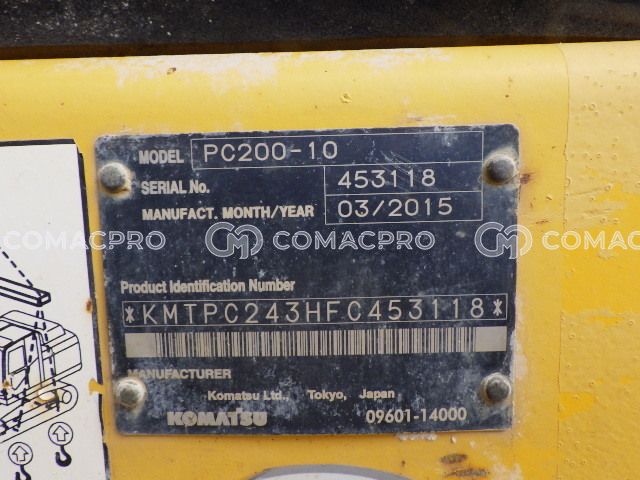 MODEL PC200-10
SERIAL No. 453118
MANUFACT. MONTH/YEAR 03/2015
COMACPRO COMACPRO COMACPRO
Product Identification Number
*KMTPC243HFC453118*
MANUFACTURER
Komatsu Ltd., Tokyo, Japan
KOMATSU 09601-14000